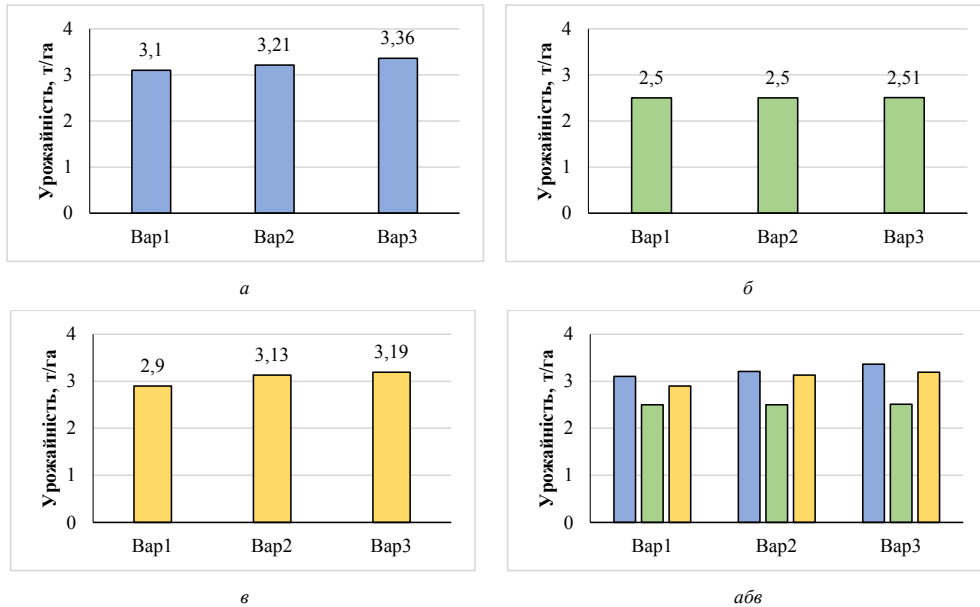 Урожайність, т/га
4
3
2
1
0
3,1
3,21
3,36
Вар1
Вар2
Вар3
а
Урожайність, т/га
4
3
2
1
0
2,5
2,5
2,51
Вар1
Вар2
Вар3
б
Урожайність, т/га
4
3
2
1
0
2,9
3,13
3,19
Вар1
Вар2
Вар3
в
Урожайність, т/га
4
3
2
1
0
Вар1
Вар2
Вар3
абв